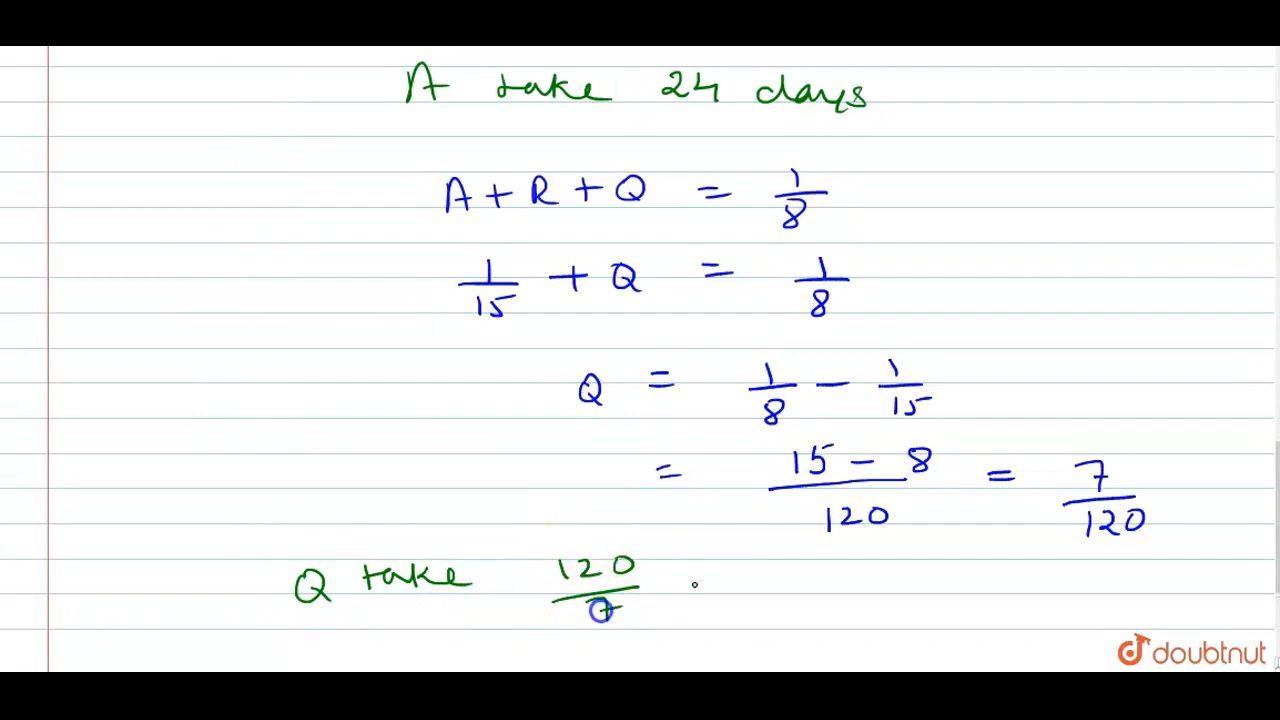 A take 24 days
A + R + Q = 1/8
1/15 + Q = 1/8
Q = 1/8 - 1/15
= 15 - 8/120 = 7/120
Q take 120/7
doubtnut